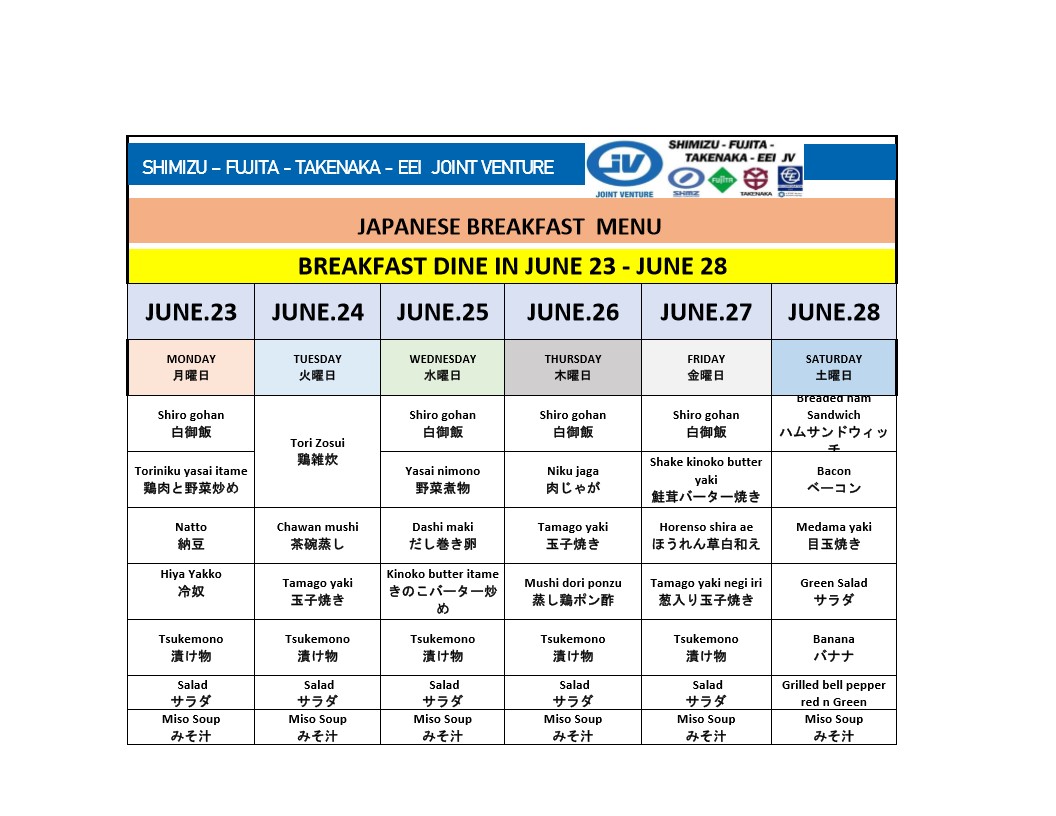 SHIMIZU – FUJITA - TAKENAKA - EEI JOINT VENTURE
JV
JOINT VENTURE
SHIMIZU - FUJITA -
TAKENAKA - EEI JV
SHIMZ
FUJITA
TAKENAKA
JAPANESE BREAKFAST MENU
BREAKFAST DINE IN JUNE 23 - JUNE 28
JUNE.23 JUNE.24 JUNE.25 JUNE.26 JUNE.27 JUNE.28
MONDAY TUESDAY WEDNESDAY THURSDAY FRIDAY SATURDAY
月曜日 火曜日 水曜日 木曜日 金曜日 土曜日
Shiro gohan
白御飯
Tori Zosui
鶏雑炊
Shiro gohan
白御飯
Shiro gohan
白御飯
Shiro gohan
白御飯
Breaded ham
Sandwich
ハムサンドウィッ
チ
Toriniku yasai itame
鶏肉と野菜炒め
Yasai nimono
野菜煮物
Niku jaga
肉じゃが
Shake kinoko butter
yaki
鮭茸バーター焼き
Bacon
ベーコン
Natto
納豆
Chawan mushi
茶碗蒸し
Dashi maki
だし巻き卵
Tamago yaki
玉子焼き
Horenso shira ae
ほうれん草白和え
Medama yaki
目玉焼き
Hiya Yakko
冷奴
Tamago yaki
玉子焼き
Kinoko butter itame
きのこバーター炒
め
Mushi dori ponzu
蒸し鶏ポン酢
Tamago yaki negi iri
葱入り玉子焼き
Green Salad
サラダ
Tsukemono
漬け物
Tsukemono
漬け物
Tsukemono
漬け物
Tsukemono
漬け物
Tsukemono
漬け物
Banana
バナナ
Salad
サラダ
Salad
サラダ
Salad
サラダ
Salad
サラダ
Salad
サラダ
Grilled bell pepper
red n Green
Miso Soup
みそ汁
Miso Soup
みそ汁
Miso Soup
みそ汁
Miso Soup
みそ汁
Miso Soup
みそ汁
Miso Soup
みそ汁